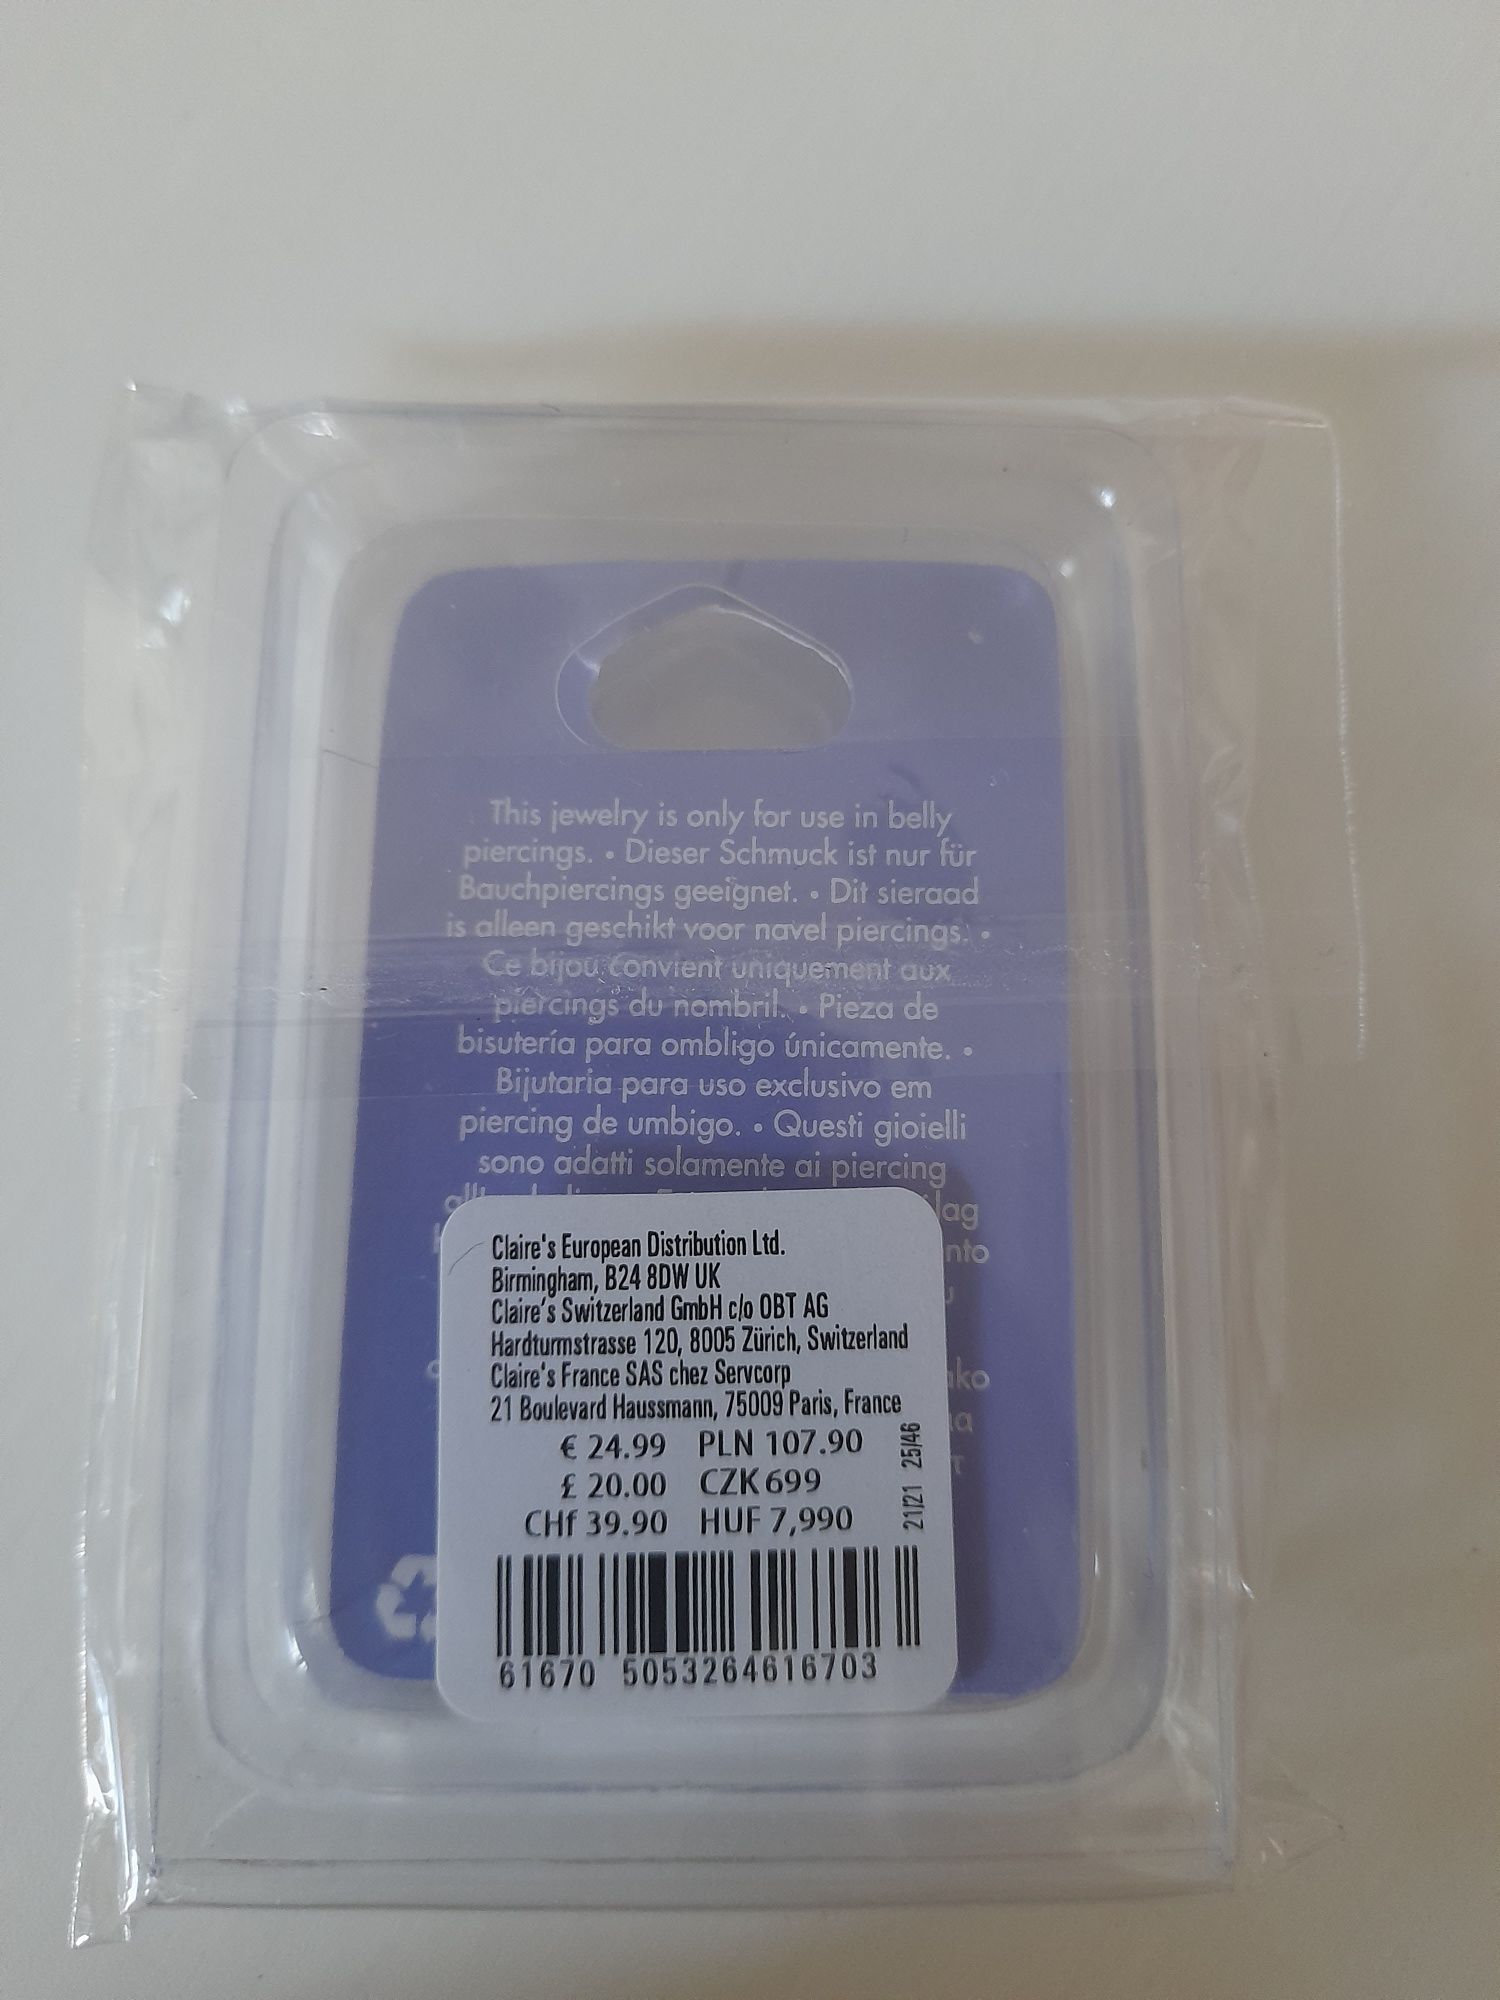 This jewelry is only for use in belly
piercings. • Dieser Schmuck ist nur für
Bauchpiercings geeignet. • Dit sieraad
is alleen geschikt voor navel piercings. •
Ce bijou convient uniquement aux
piercings du nombril. • Pieza de
bisutería para ombligo únicamente. •
Bijutaria para uso exclusivo em
piercing de umbigo. • Questi gioielli
sono adatti solamente ai piercing
Claire's European Distribution Ltd.
Birmingham, B24 8DW UK
Claire's Switzerland GmbH c/o OBT AG
Hardturmstrasse 120, 8005 Zürich, Switzerland
Claire's France SAS chez Servcorp
21 Boulevard Haussmann, 75009 Paris, France
€ 24.99 PLN 107.90
£ 20.00 CZK 699
CHf 39.90 HUF 7,990
21/21 25/46
61670 5053264616703